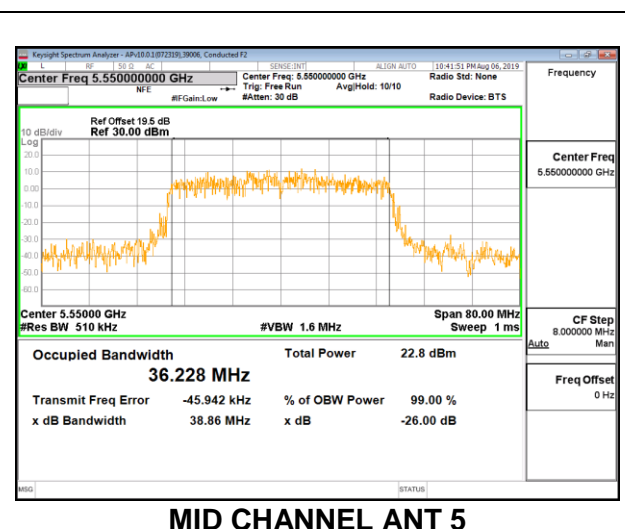 Keysight Spectrum Analyzer - APv10.0.1(072319),39006, Conducted F2
L RF 50 Ω AC SENSE:INT ALIGN AUTO 10:41:51 PM Aug 06, 2019
Center Freq 5.550000000 GHz Center Freq: 5.550000000 GHz Radio Std: None
NFE Trig: Free Run Avg|Hold: 10/10
#IFGain:Low #Atten: 30 dB Radio Device: BTS
Ref Offset 19.5 dB
10 dB/div Ref 30.00 dBm
Log
20.0
10.0
0.00
-10.0
-20.0
-30.0
-40.0
-50.0
-60.0
Center 5.55000 GHz Span 80.00 MHz
#Res BW 510 kHz #VBW 1.6 MHz Sweep 1 ms
Occupied Bandwidth Total Power 22.8 dBm
36.228 MHz
Transmit Freq Error -45.942 kHz % of OBW Power 99.00 %
x dB Bandwidth 38.86 MHz x dB -26.00 dB
MSG STATUS
Frequency
Center Freq
5.550000000 GHz
CF Step
8.000000 MHz
Auto Man
Freq Offset
0 Hz
MID CHANNEL ANT 5